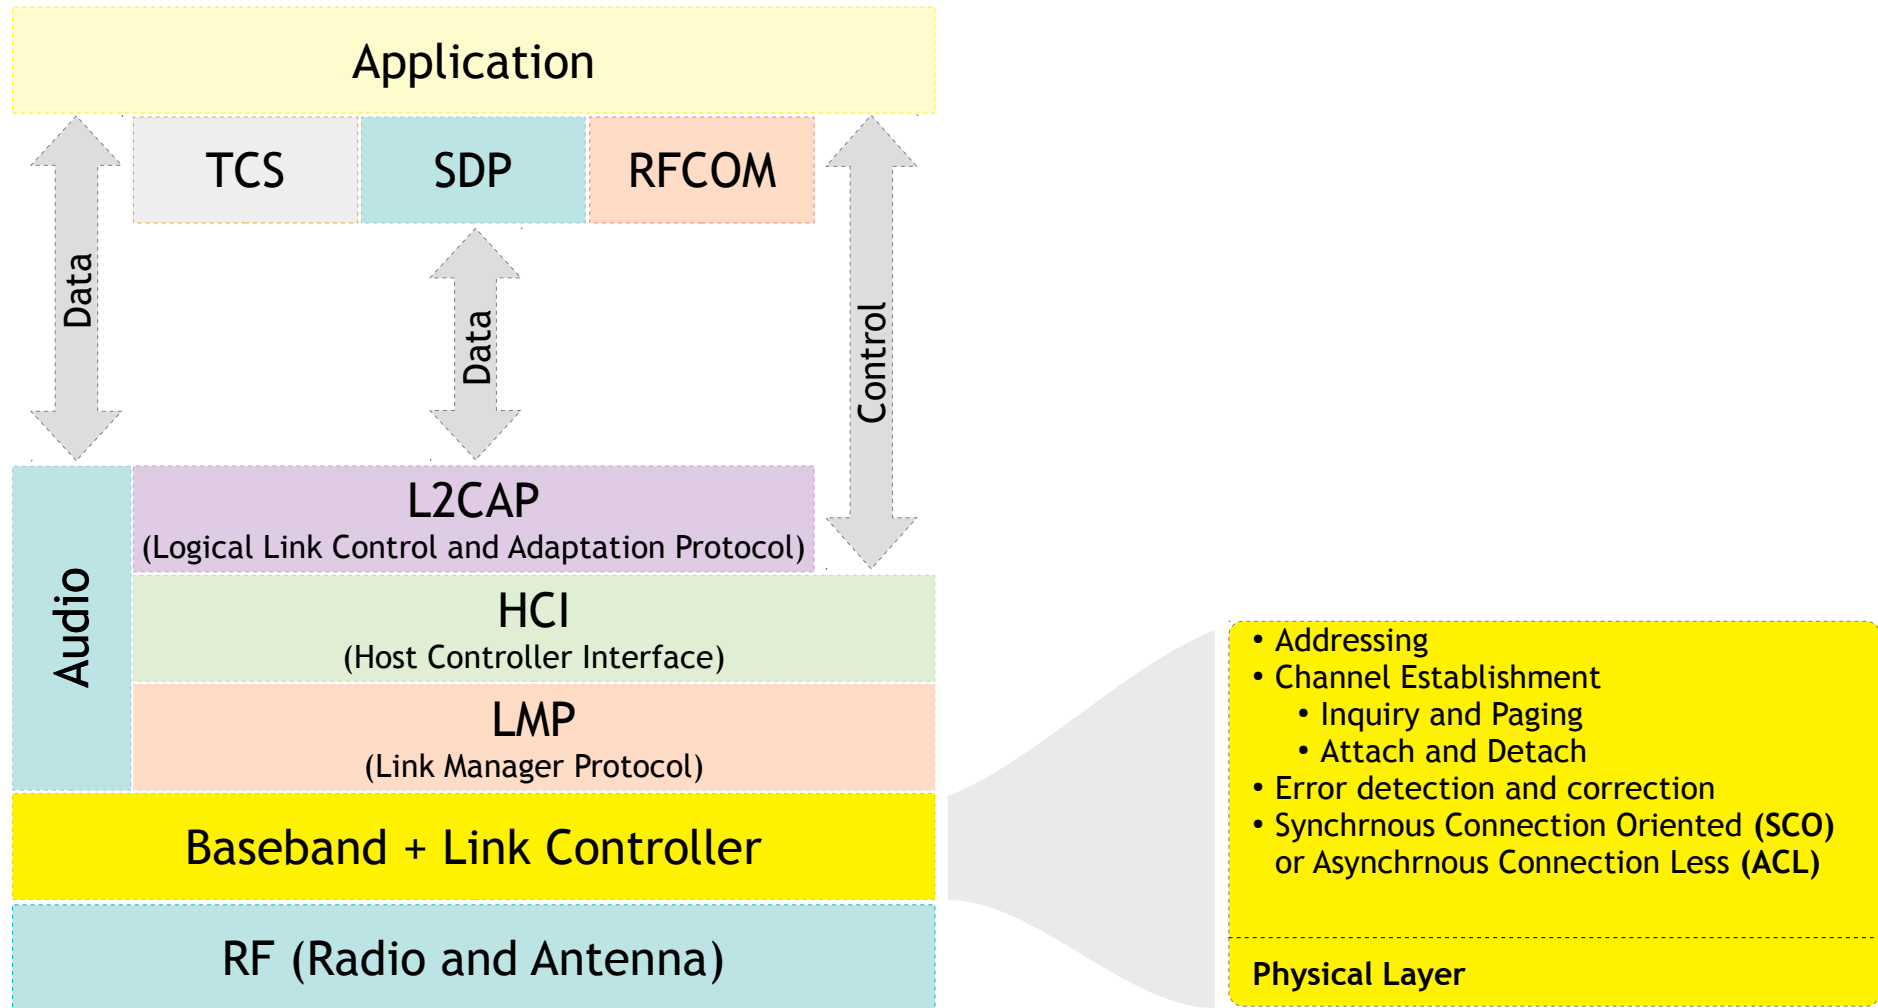 Application
TCS
SDP
RFCOM
Data
Data
Control
L2CAP
(Logical Link Control and Adaptation Protocol)
Audio
HCI
(Host Controller Interface)
LMP
(Link Manager Protocol)
Baseband + Link Controller
RF (Radio and Antenna)
• Addressing
• Channel Establishment
• Inquiry and Paging
• Attach and Detach
• Error detection and correction
• Synchrnous Connection Oriented (SCO)
or Asynchrnous Connection Less (ACL)
Physical Layer